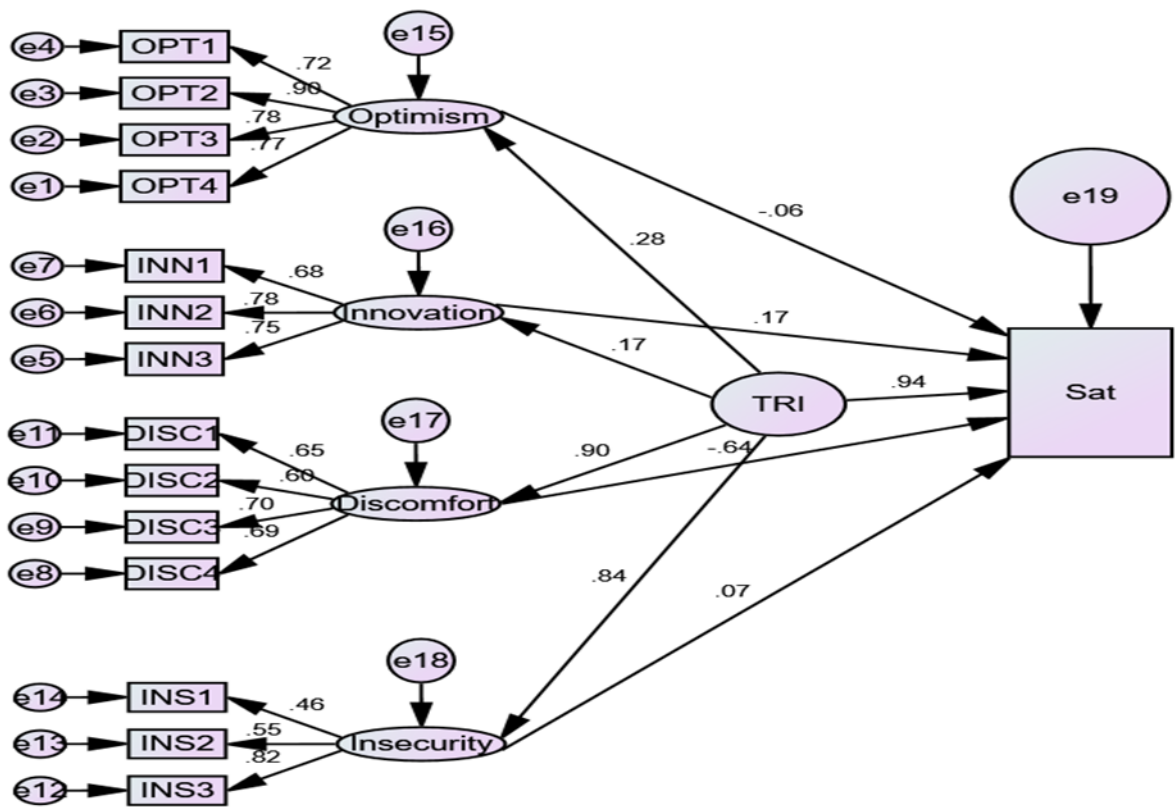 e15
e4
OPT1
.72
e3
OPT2
.90
Optimism
e2
OPT3
.78
e1
OPT4
.77
-.06
e19
e16
.28
e7
INN1
.68
e6
INN2
.78
Innovation
.17
e5
INN3
.75
.17
TRI
.94
Sat
e17
e11
DISC1
.65
.90
-.64
e10
DISC2
.60
Discomfort
e9
DISC3
.70
e8
DISC4
.69
.84
.07
e18
e14
INS1
.46
e13
INS2
.55
Insecurity
e12
INS3
.82